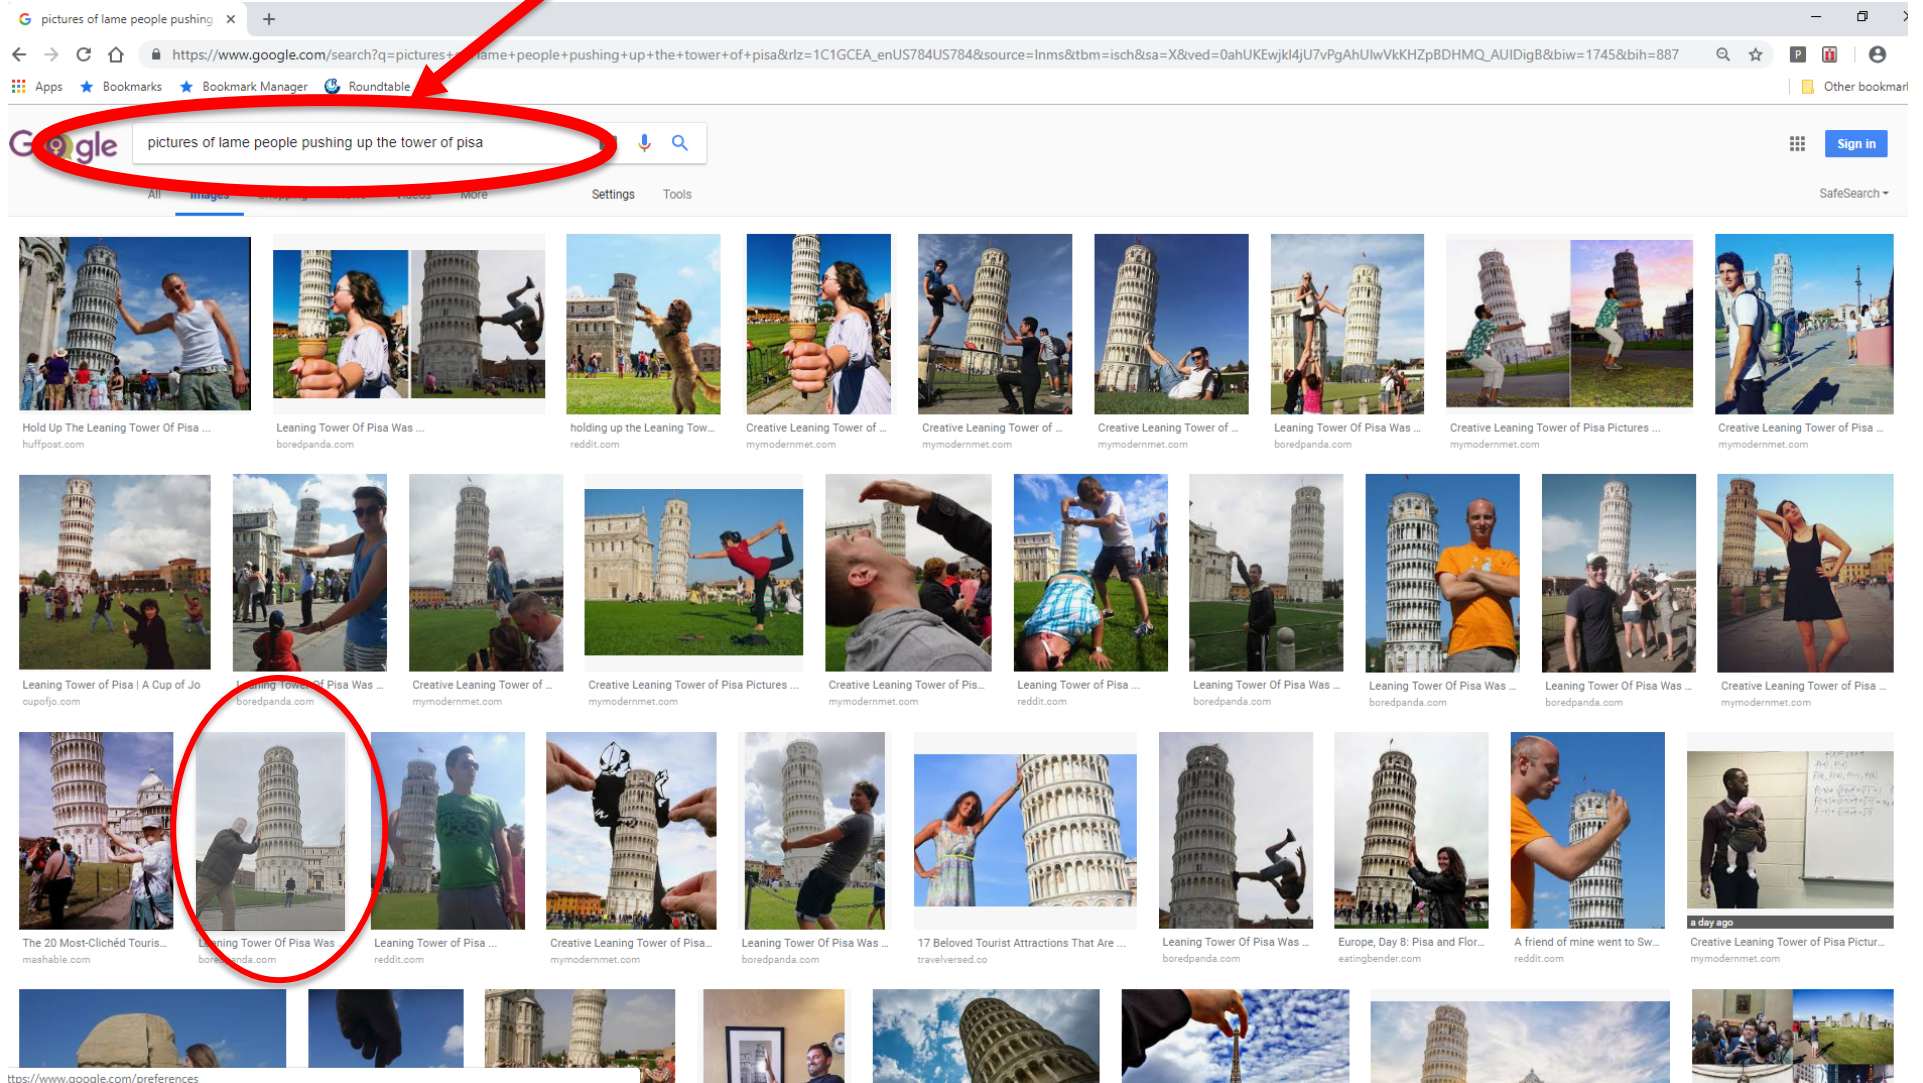 pictures of lame people pushing
https://www.google.com/search?q=pictures+
lame+people+pushing+up+the+tower+of+pisa&rlz=1C1GCEA_enUS784US784&source=lnms&tbm=isch&sa=X&ved=0ahUKEwjkl4jU7vPgAhUIwVkKHZpBDHMQ_AUIDigB&biw=1745&bih=887
Apps Bookmarks Bookmark Manager Roundtable Other bookmar
Google pictures of lame people pushing up the tower of pisa Sign in
All Images More Settings Tools SafeSearch
Hold Up The Leaning Tower Of Pisa ...
huffpost.com
Leaning Tower Of Pisa Was ...
boredpanda.com
holding up the Leaning Tow...
reddit.com
Creative Leaning Tower of ...
mymodernmet.com
Creative Leaning Tower of ...
mymodernmet.com
Creative Leaning Tower of ...
mymodernmet.com
Leaning Tower Of Pisa Was ...
boredpanda.com
Creative Leaning Tower of Pisa Pictures ...
mymodernmet.com
Creative Leaning Tower of Pisa ...
mymodernmet.com
Leaning Tower of Pisa | A Cup of Jo
cupofjo.com
Leaning Tower Of Pisa Was ...
boredpanda.com
Creative Leaning Tower of ...
mymodernmet.com
Creative Leaning Tower of Pisa Pictures ...
mymodernmet.com
Creative Leaning Tower of Pis...
mymodernmet.com
Leaning Tower of Pisa ...
reddit.com
Leaning Tower Of Pisa Was ...
boredpanda.com
Leaning Tower Of Pisa Was ...
boredpanda.com
Leaning Tower Of Pisa Was ...
boredpanda.com
Creative Leaning Tower of Pisa ...
mymodernmet.com
The 20 Most-Clichéd Touris...
mashable.com
Leaning Tower Of Pisa Was ...
boredpanda.com
Leaning Tower of Pisa ...
reddit.com
Creative Leaning Tower of Pisa...
mymodernmet.com
Leaning Tower Of Pisa Was ...
boredpanda.com
17 Beloved Tourist Attractions That Are ...
travelversed.co
Leaning Tower Of Pisa Was ...
boredpanda.com
Europe, Day 8: Pisa and Flor...
eatingbender.com
A friend of mine went to Sw...
reddit.com
a day ago
Creative Leaning Tower of Pisa Pictur...
mymodernmet.com
ttps://www.google.com/preferences